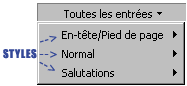 Toutes les entrées
En-tête/Pied de page
STYLES Normal
Salutations